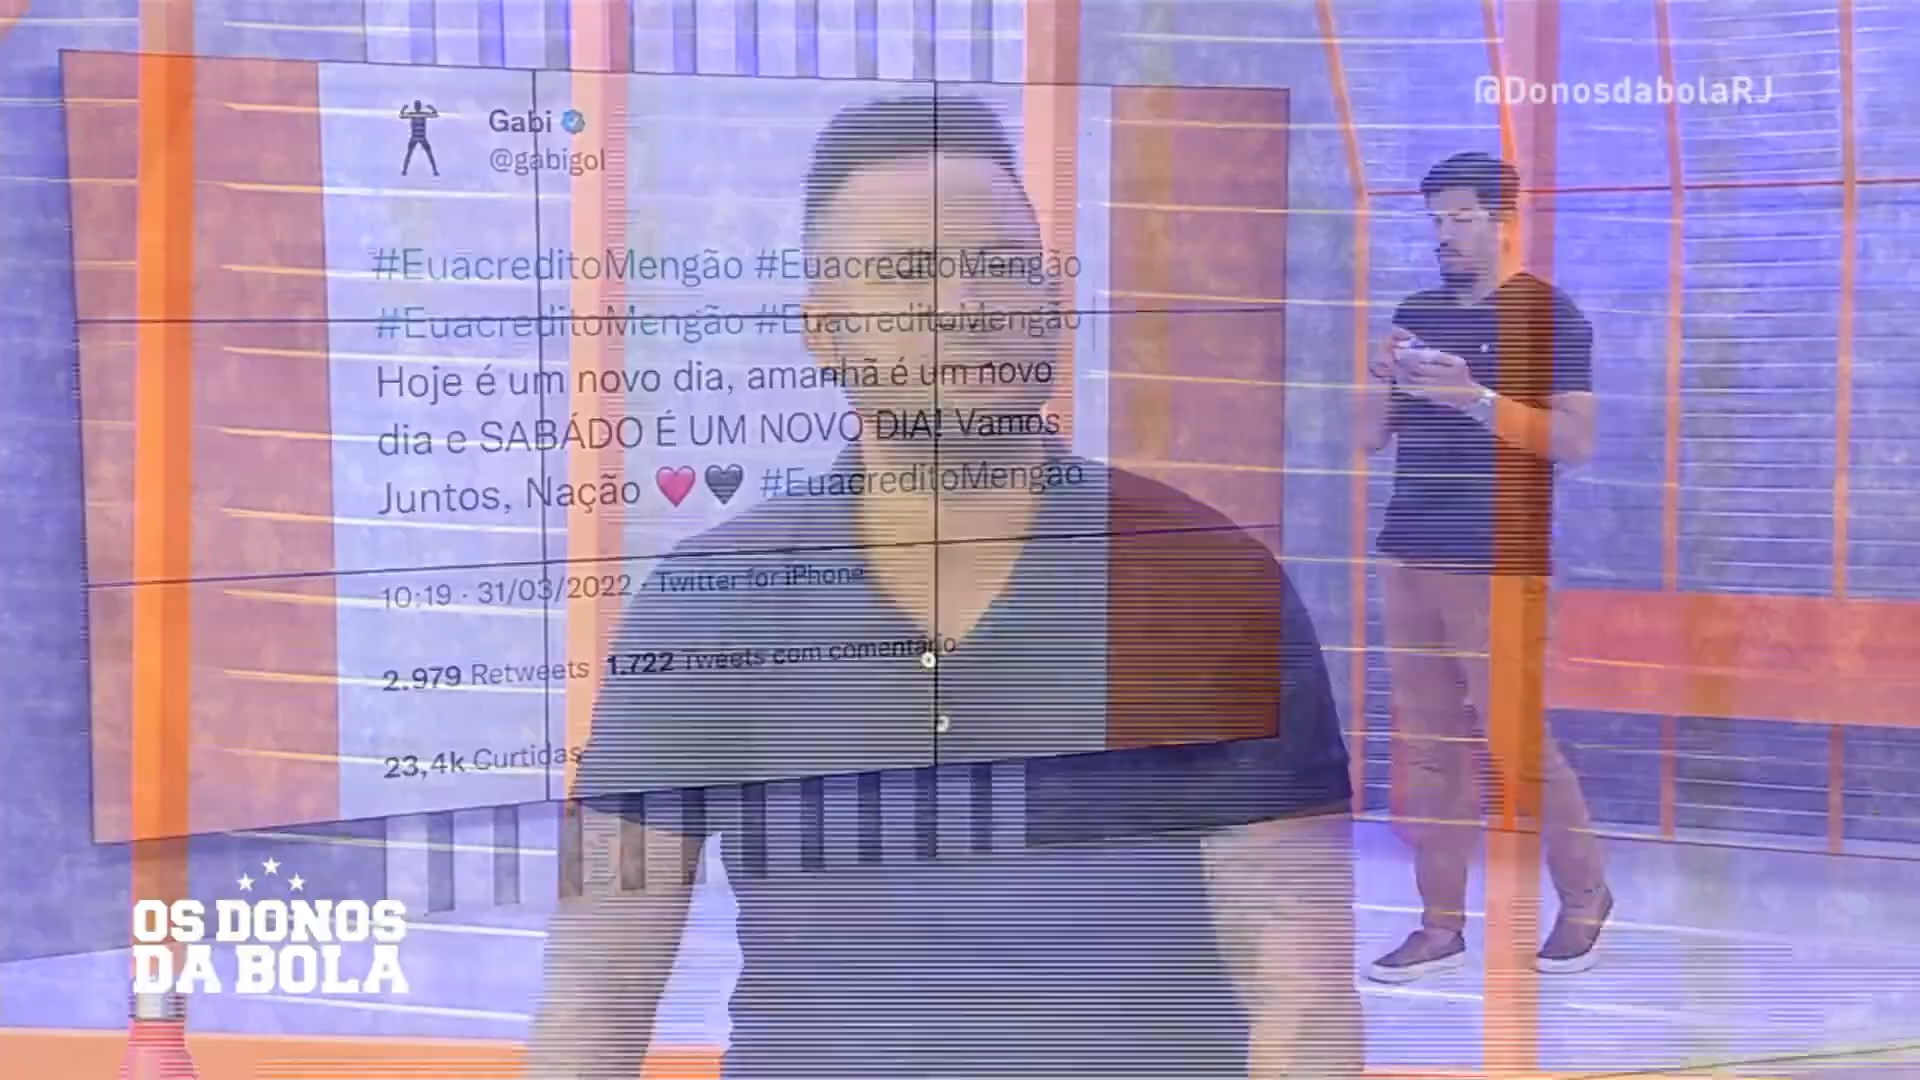 @DonosdabolaRJ
Gabi
@gabigol
#EuacreditoMengão #EuacreditoMengão
#EuacreditoMengão #EuacreditoMengão
Hoje é um novo dia, amanhã é um novo
dia e SABÁDO É UM NOVO DIA! Vamos
Juntos, Nação 🩷🖤 #EuacreditoMengão
10:19 · 31/03/2022 · Twitter for iPhone
2.979 Retweets 1.722 Tweets com comentário
23,4k Curtidas
OS DONOS
DA BOLA